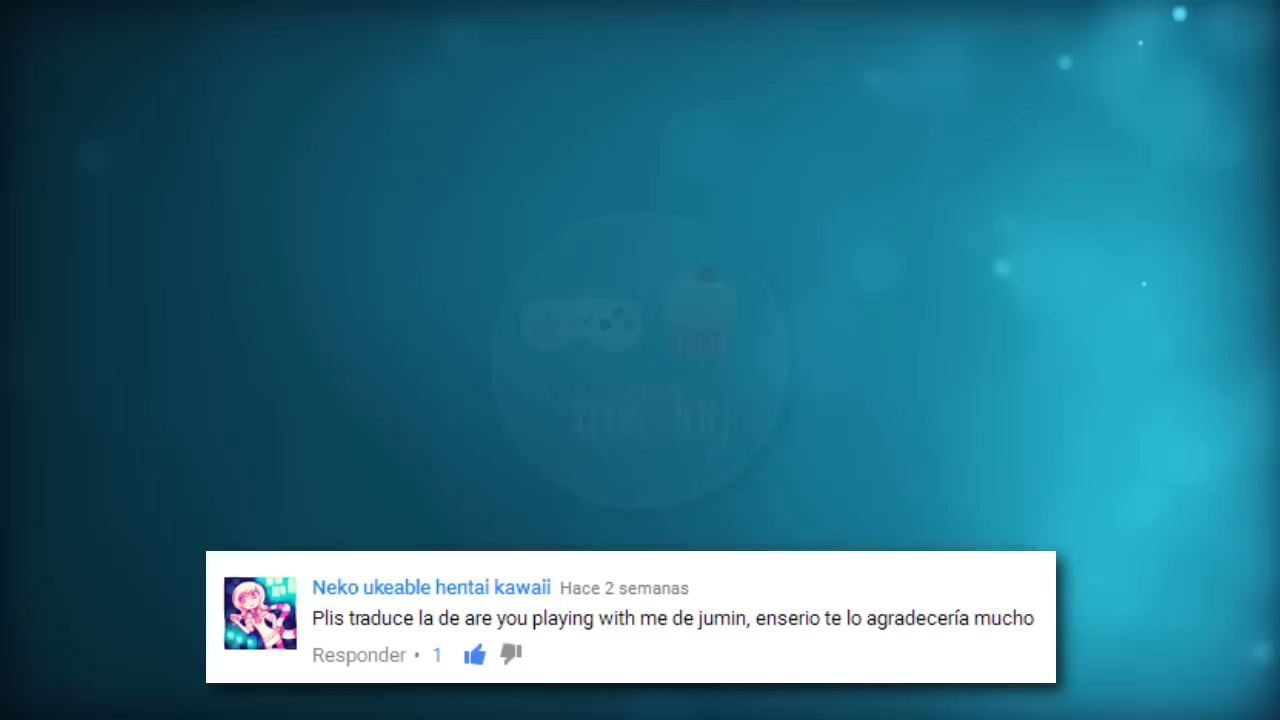 Neko ukeable hentai kawaii Hace 2 semanas
Plis traduce la de are you playing with me de jumin, enserio te lo agradecería mucho
Responder • 1